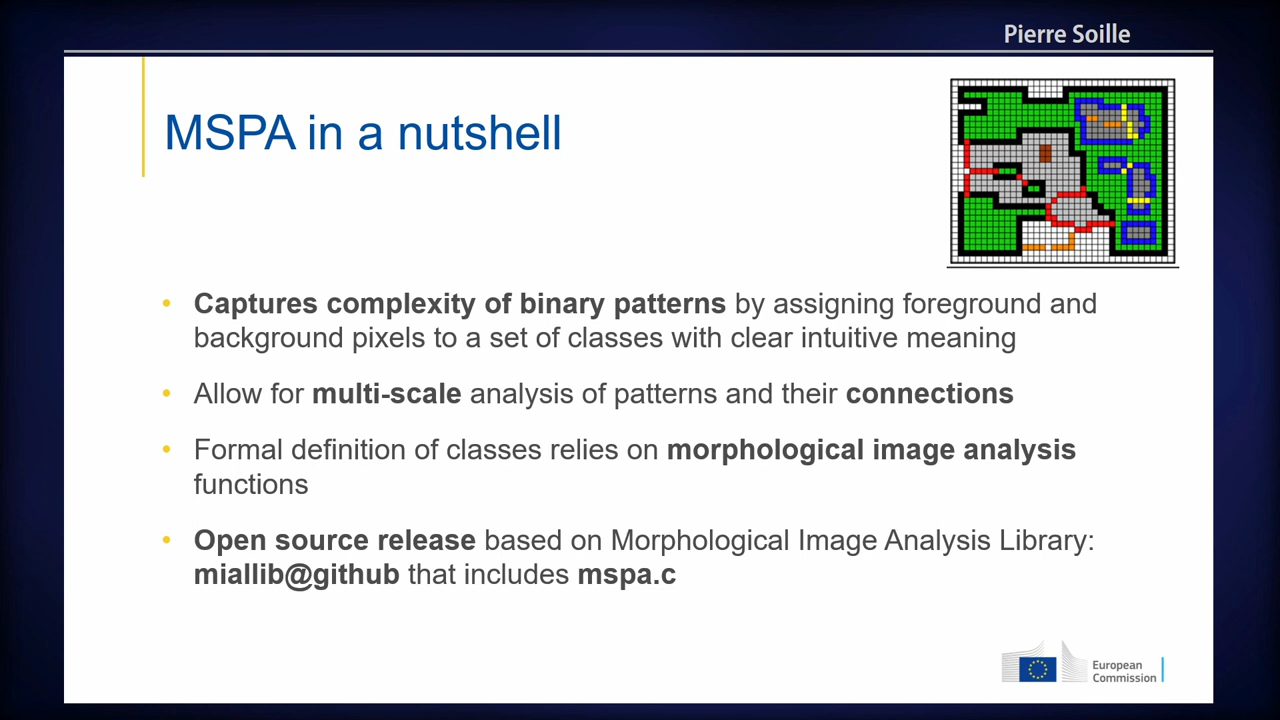 Pierre Soille
MSPA in a nutshell
• Captures complexity of binary patterns by assigning foreground and
background pixels to a set of classes with clear intuitive meaning
• Allow for multi-scale analysis of patterns and their connections
• Formal definition of classes relies on morphological image analysis
functions
• Open source release based on Morphological Image Analysis Library:
miallib@github that includes mspa.c
European
Commission